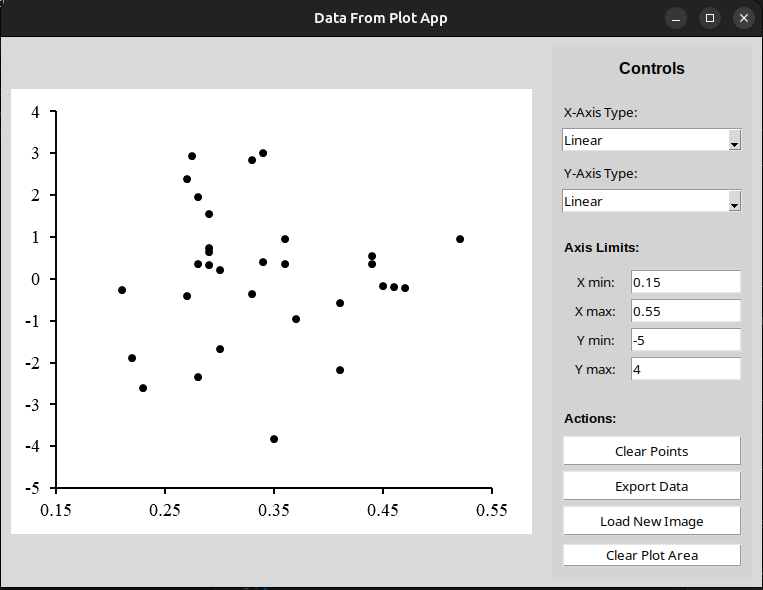 Data From Plot App
Controls
X-Axis Type:
Linear
Y-Axis Type:
Linear
Axis Limits:
X min: 0.15
X max: 0.55
Y min: -5
Y max: 4
Actions:
Clear Points
Export Data
Load New Image
Clear Plot Area
4
3
2
1
0
-1
-2
-3
-4
-5
0.15 0.25 0.35 0.45 0.55